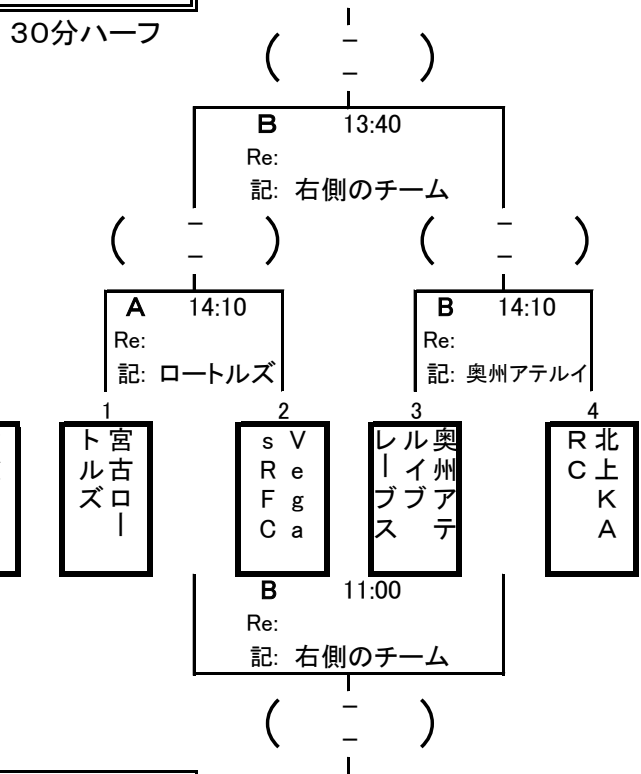 30分ハーフ
( - - )
B 13:40
Re:
記: 右側のチーム
( - - ) ( - - )
A 14:10 B 14:10
Re: Re:
記: ロートルズ 記: 奥州アテルイ
1 2 3 4
宮古ロートルズ
VegasRFC
奥州アテルイブブレーブス
北上KARC
B 11:00
Re:
記: 右側のチーム
( - - )